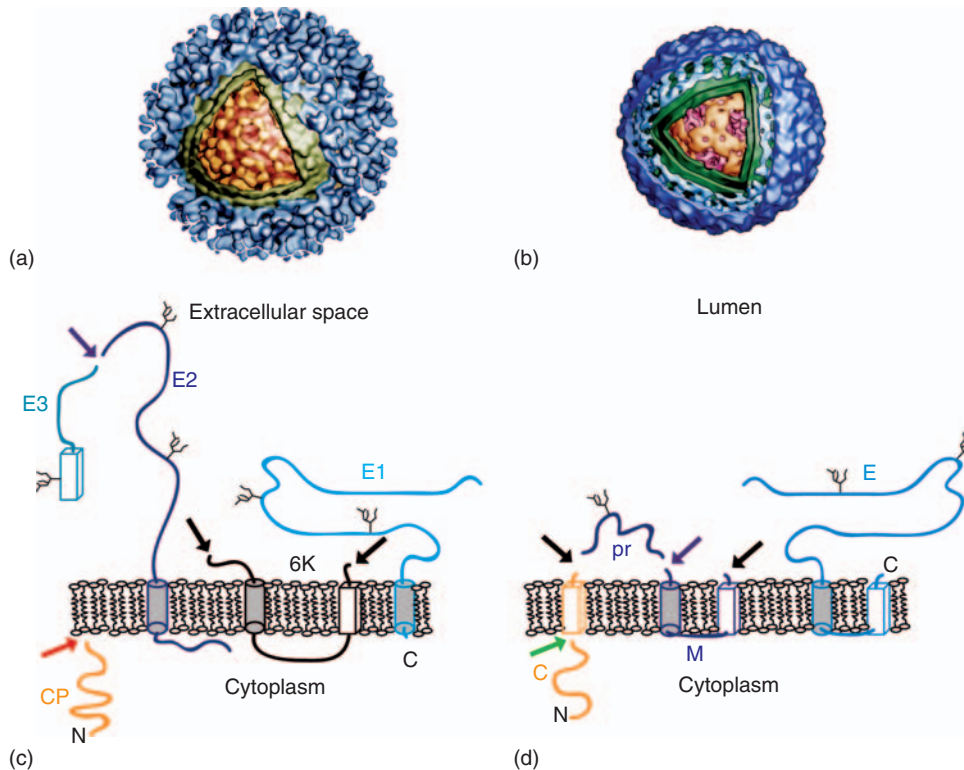 (a)
(b)
Extracellular space
Lumen
E2
E3
E1
E
6K
pr
C
C
M
CP
Cytoplasm
C
Cytoplasm
N
N
(c)
(d)